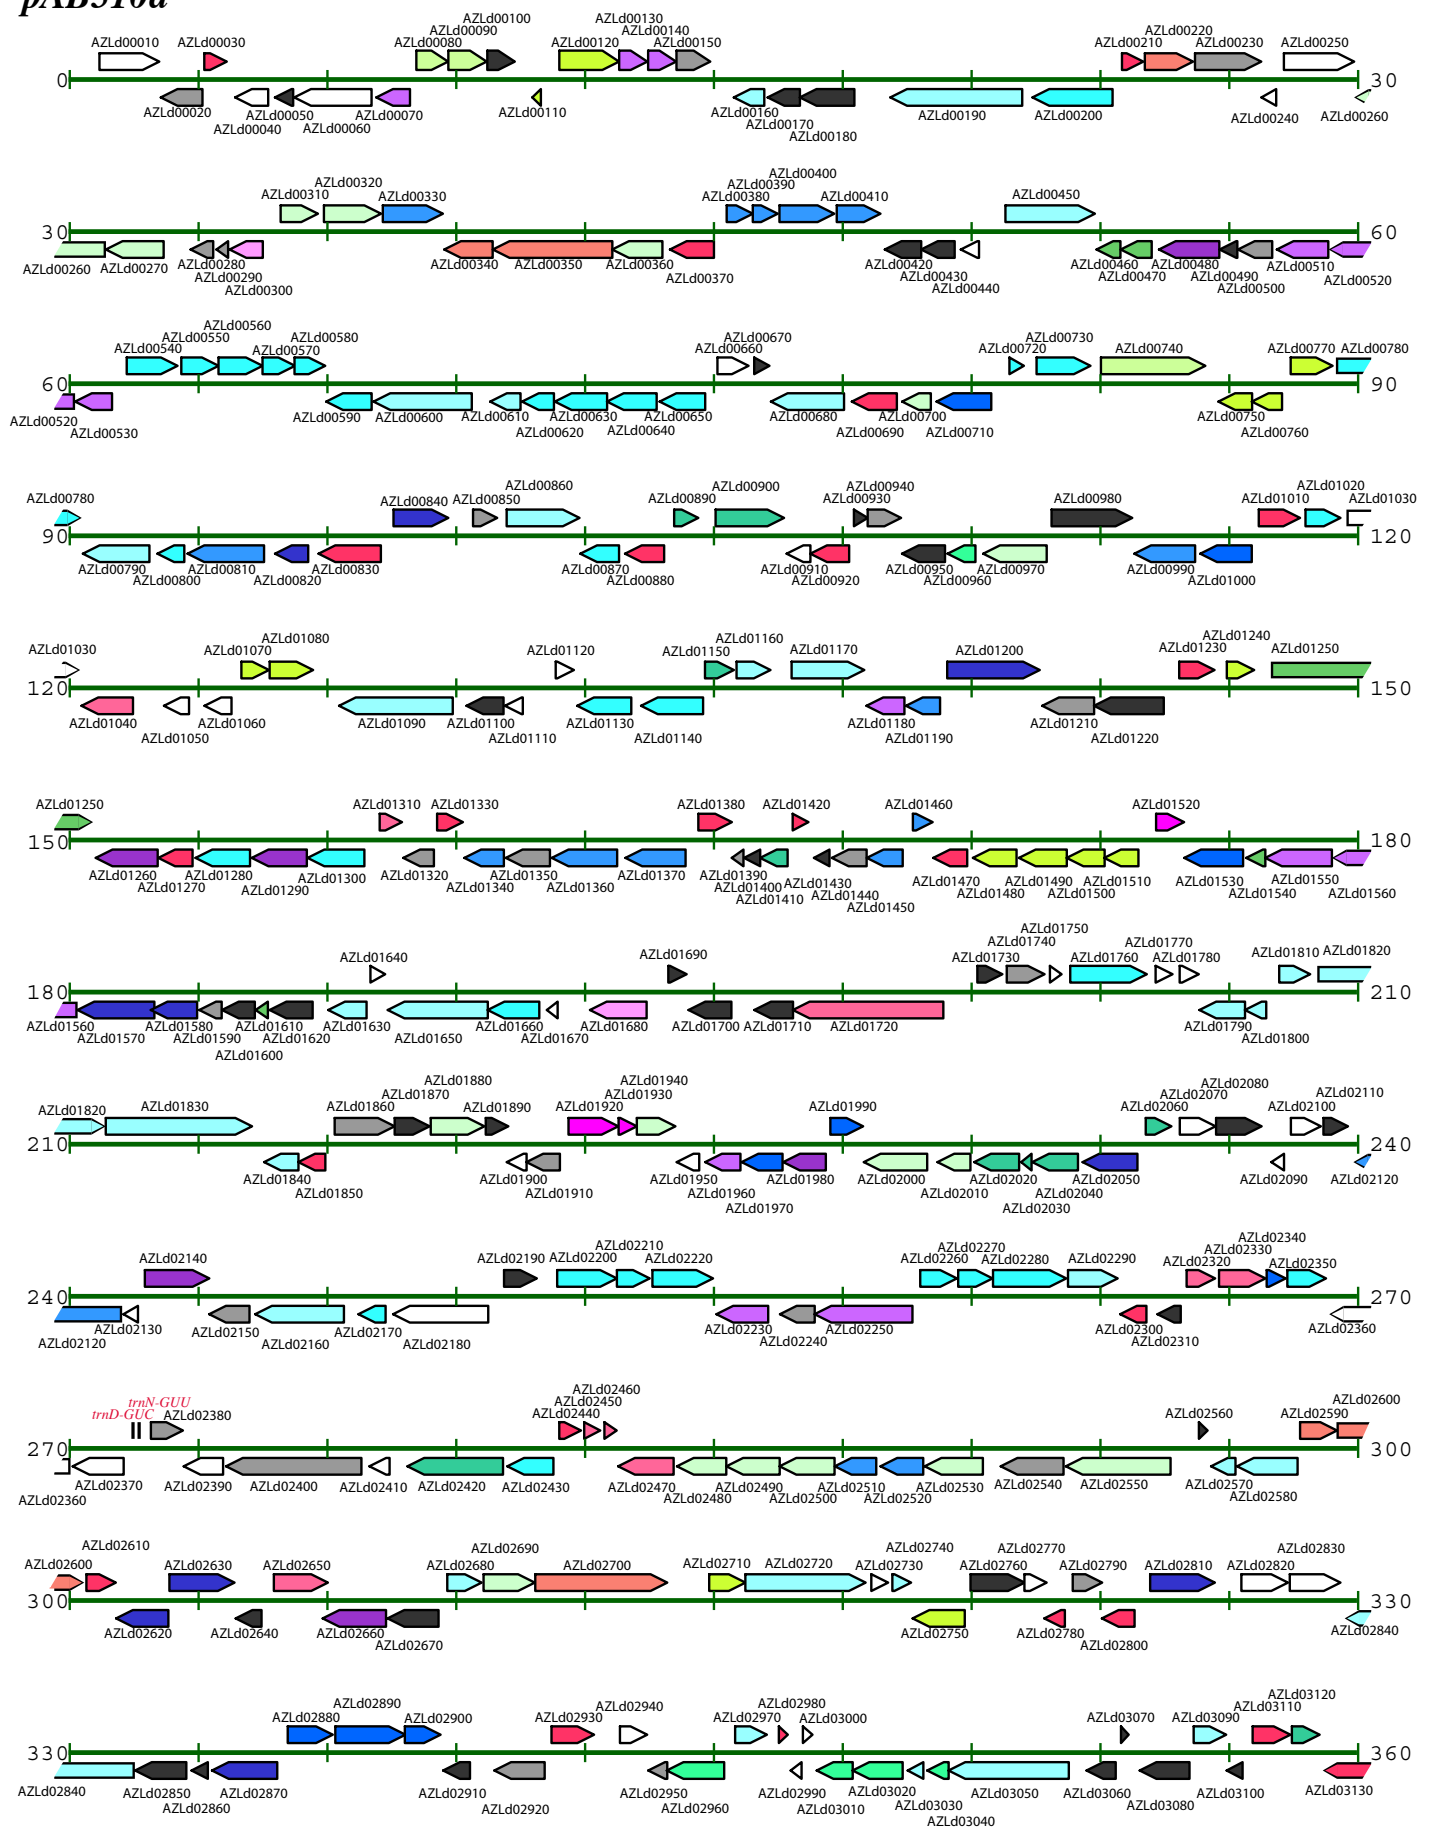 pAB510a
AZLd00100
AZLd00090 AZLd00130
AZLd00010 AZLd00030 AZLd00080 AZLd00120 AZLd00140 AZLd00150 AZLd00210 AZLd00220 AZLd00230 AZLd00250
0 30
AZLd00020 AZLd00040 AZLd00050 AZLd00060 AZLd00070 AZLd00110 AZLd00160 AZLd00170 AZLd00180 AZLd00190 AZLd00200 AZLd00240 AZLd00260
AZLd00310 AZLd00320 AZLd00330 AZLd00380 AZLd00390 AZLd00400 AZLd00410 AZLd00450
30 60
AZLd00260 AZLd00270 AZLd00280 AZLd00290 AZLd00300 AZLd00340 AZLd00350 AZLd00360 AZLd00370 AZLd00420 AZLd00430 AZLd00440 AZLd00460 AZLd00470 AZLd00480 AZLd00490 AZLd00500 AZLd00510 AZLd00520
AZLd00540 AZLd00550 AZLd00560 AZLd00570 AZLd00580 AZLd00660 AZLd00670 AZLd00720 AZLd00730 AZLd00740 AZLd00770 AZLd00780
60 90
AZLd00520 AZLd00530 AZLd00590 AZLd00600 AZLd00610 AZLd00620 AZLd00630 AZLd00640 AZLd00650 AZLd00680 AZLd00690 AZLd00700 AZLd00710 AZLd00750 AZLd00760
AZLd00780 AZLd00840 AZLd00850 AZLd00860 AZLd00890 AZLd00900 AZLd00930 AZLd00940 AZLd00980 AZLd01010 AZLd01020 AZLd01030
90 120
AZLd00790 AZLd00800 AZLd00810 AZLd00820 AZLd00830 AZLd00870 AZLd00880 AZLd00910 AZLd00920 AZLd00950 AZLd00960 AZLd00970 AZLd00990 AZLd01000
AZLd01030 AZLd01070 AZLd01080 AZLd01120 AZLd01150 AZLd01160 AZLd01170 AZLd01200 AZLd01230 AZLd01240 AZLd01250
120 150
AZLd01040 AZLd01050 AZLd01060 AZLd01090 AZLd01100 AZLd01110 AZLd01130 AZLd01140 AZLd01180 AZLd01190 AZLd01210 AZLd01220
AZLd01250 AZLd01310 AZLd01330 AZLd01380 AZLd01420 AZLd01460 AZLd01520
150 180
AZLd01260 AZLd01270 AZLd01280 AZLd01290 AZLd01300 AZLd01320 AZLd01340 AZLd01350 AZLd01360 AZLd01370 AZLd01390 AZLd01400 AZLd01410 AZLd01430 AZLd01440 AZLd01450 AZLd01470 AZLd01480 AZLd01490 AZLd01500 AZLd01510 AZLd01530 AZLd01540 AZLd01550 AZLd01560
AZLd01640 AZLd01690 AZLd01730 AZLd01740 AZLd01750 AZLd01760 AZLd01770 AZLd01780 AZLd01810 AZLd01820
180 210
AZLd01560 AZLd01570 AZLd01580 AZLd01590 AZLd01600 AZLd01610 AZLd01620 AZLd01630 AZLd01650 AZLd01660 AZLd01670 AZLd01680 AZLd01700 AZLd01710 AZLd01720 AZLd01790 AZLd01800
AZLd01820 AZLd01830 AZLd01860 AZLd01870 AZLd01880 AZLd01890 AZLd01920 AZLd01930 AZLd01940 AZLd01990 AZLd02060 AZLd02070 AZLd02080 AZLd02100 AZLd02110
210 240
AZLd01840 AZLd01850 AZLd01900 AZLd01910 AZLd01950 AZLd01960 AZLd01970 AZLd01980 AZLd02000 AZLd02010 AZLd02020 AZLd02030 AZLd02040 AZLd02050 AZLd02090 AZLd02120
AZLd02140 AZLd02190 AZLd02200 AZLd02210 AZLd02220 AZLd02260 AZLd02270 AZLd02280 AZLd02290 AZLd02320 AZLd02330 AZLd02340 AZLd02350
240 270
AZLd02120 AZLd02130 AZLd02150 AZLd02160 AZLd02170 AZLd02180 AZLd02230 AZLd02240 AZLd02250 AZLd02300 AZLd02310 AZLd02360
trnD-GUC trnN-GUU AZLd02380 AZLd02440 AZLd02450 AZLd02460 AZLd02560 AZLd02590 AZLd02600
270 300
AZLd02360 AZLd02370 AZLd02390 AZLd02400 AZLd02410 AZLd02420 AZLd02430 AZLd02470 AZLd02480 AZLd02490 AZLd02500 AZLd02510 AZLd02520 AZLd02530 AZLd02540 AZLd02550 AZLd02570 AZLd02580
AZLd02600 AZLd02610 AZLd02630 AZLd02650 AZLd02680 AZLd02690 AZLd02700 AZLd02710 AZLd02720 AZLd02730 AZLd02740 AZLd02760 AZLd02770 AZLd02790 AZLd02810 AZLd02820 AZLd02830
300 330
AZLd02620 AZLd02640 AZLd02660 AZLd02670 AZLd02750 AZLd02780 AZLd02800 AZLd02840
AZLd02880 AZLd02890 AZLd02900 AZLd02930 AZLd02940 AZLd02970 AZLd02980 AZLd03000 AZLd03070 AZLd03090 AZLd03110 AZLd03120
330 360
AZLd02840 AZLd02850 AZLd02860 AZLd02870 AZLd02910 AZLd02920 AZLd02950 AZLd02960 AZLd02990 AZLd03010 AZLd03020 AZLd03030 AZLd03040 AZLd03050 AZLd03060 AZLd03080 AZLd03100 AZLd03130